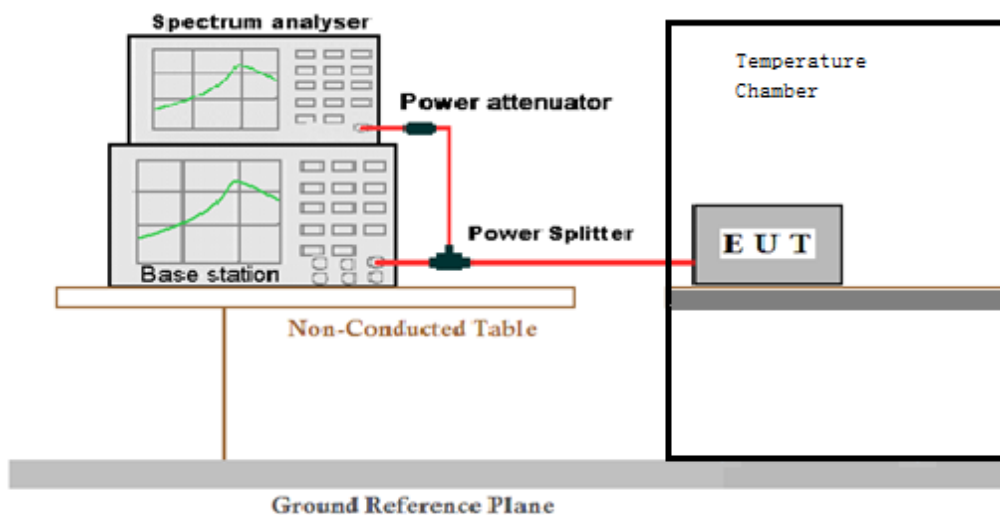 Spectrum analyser
Temperature
Chamber
Power attenuator
Power Splitter
E U T
Base station
Non-Conducted Table
Ground Reference Plane